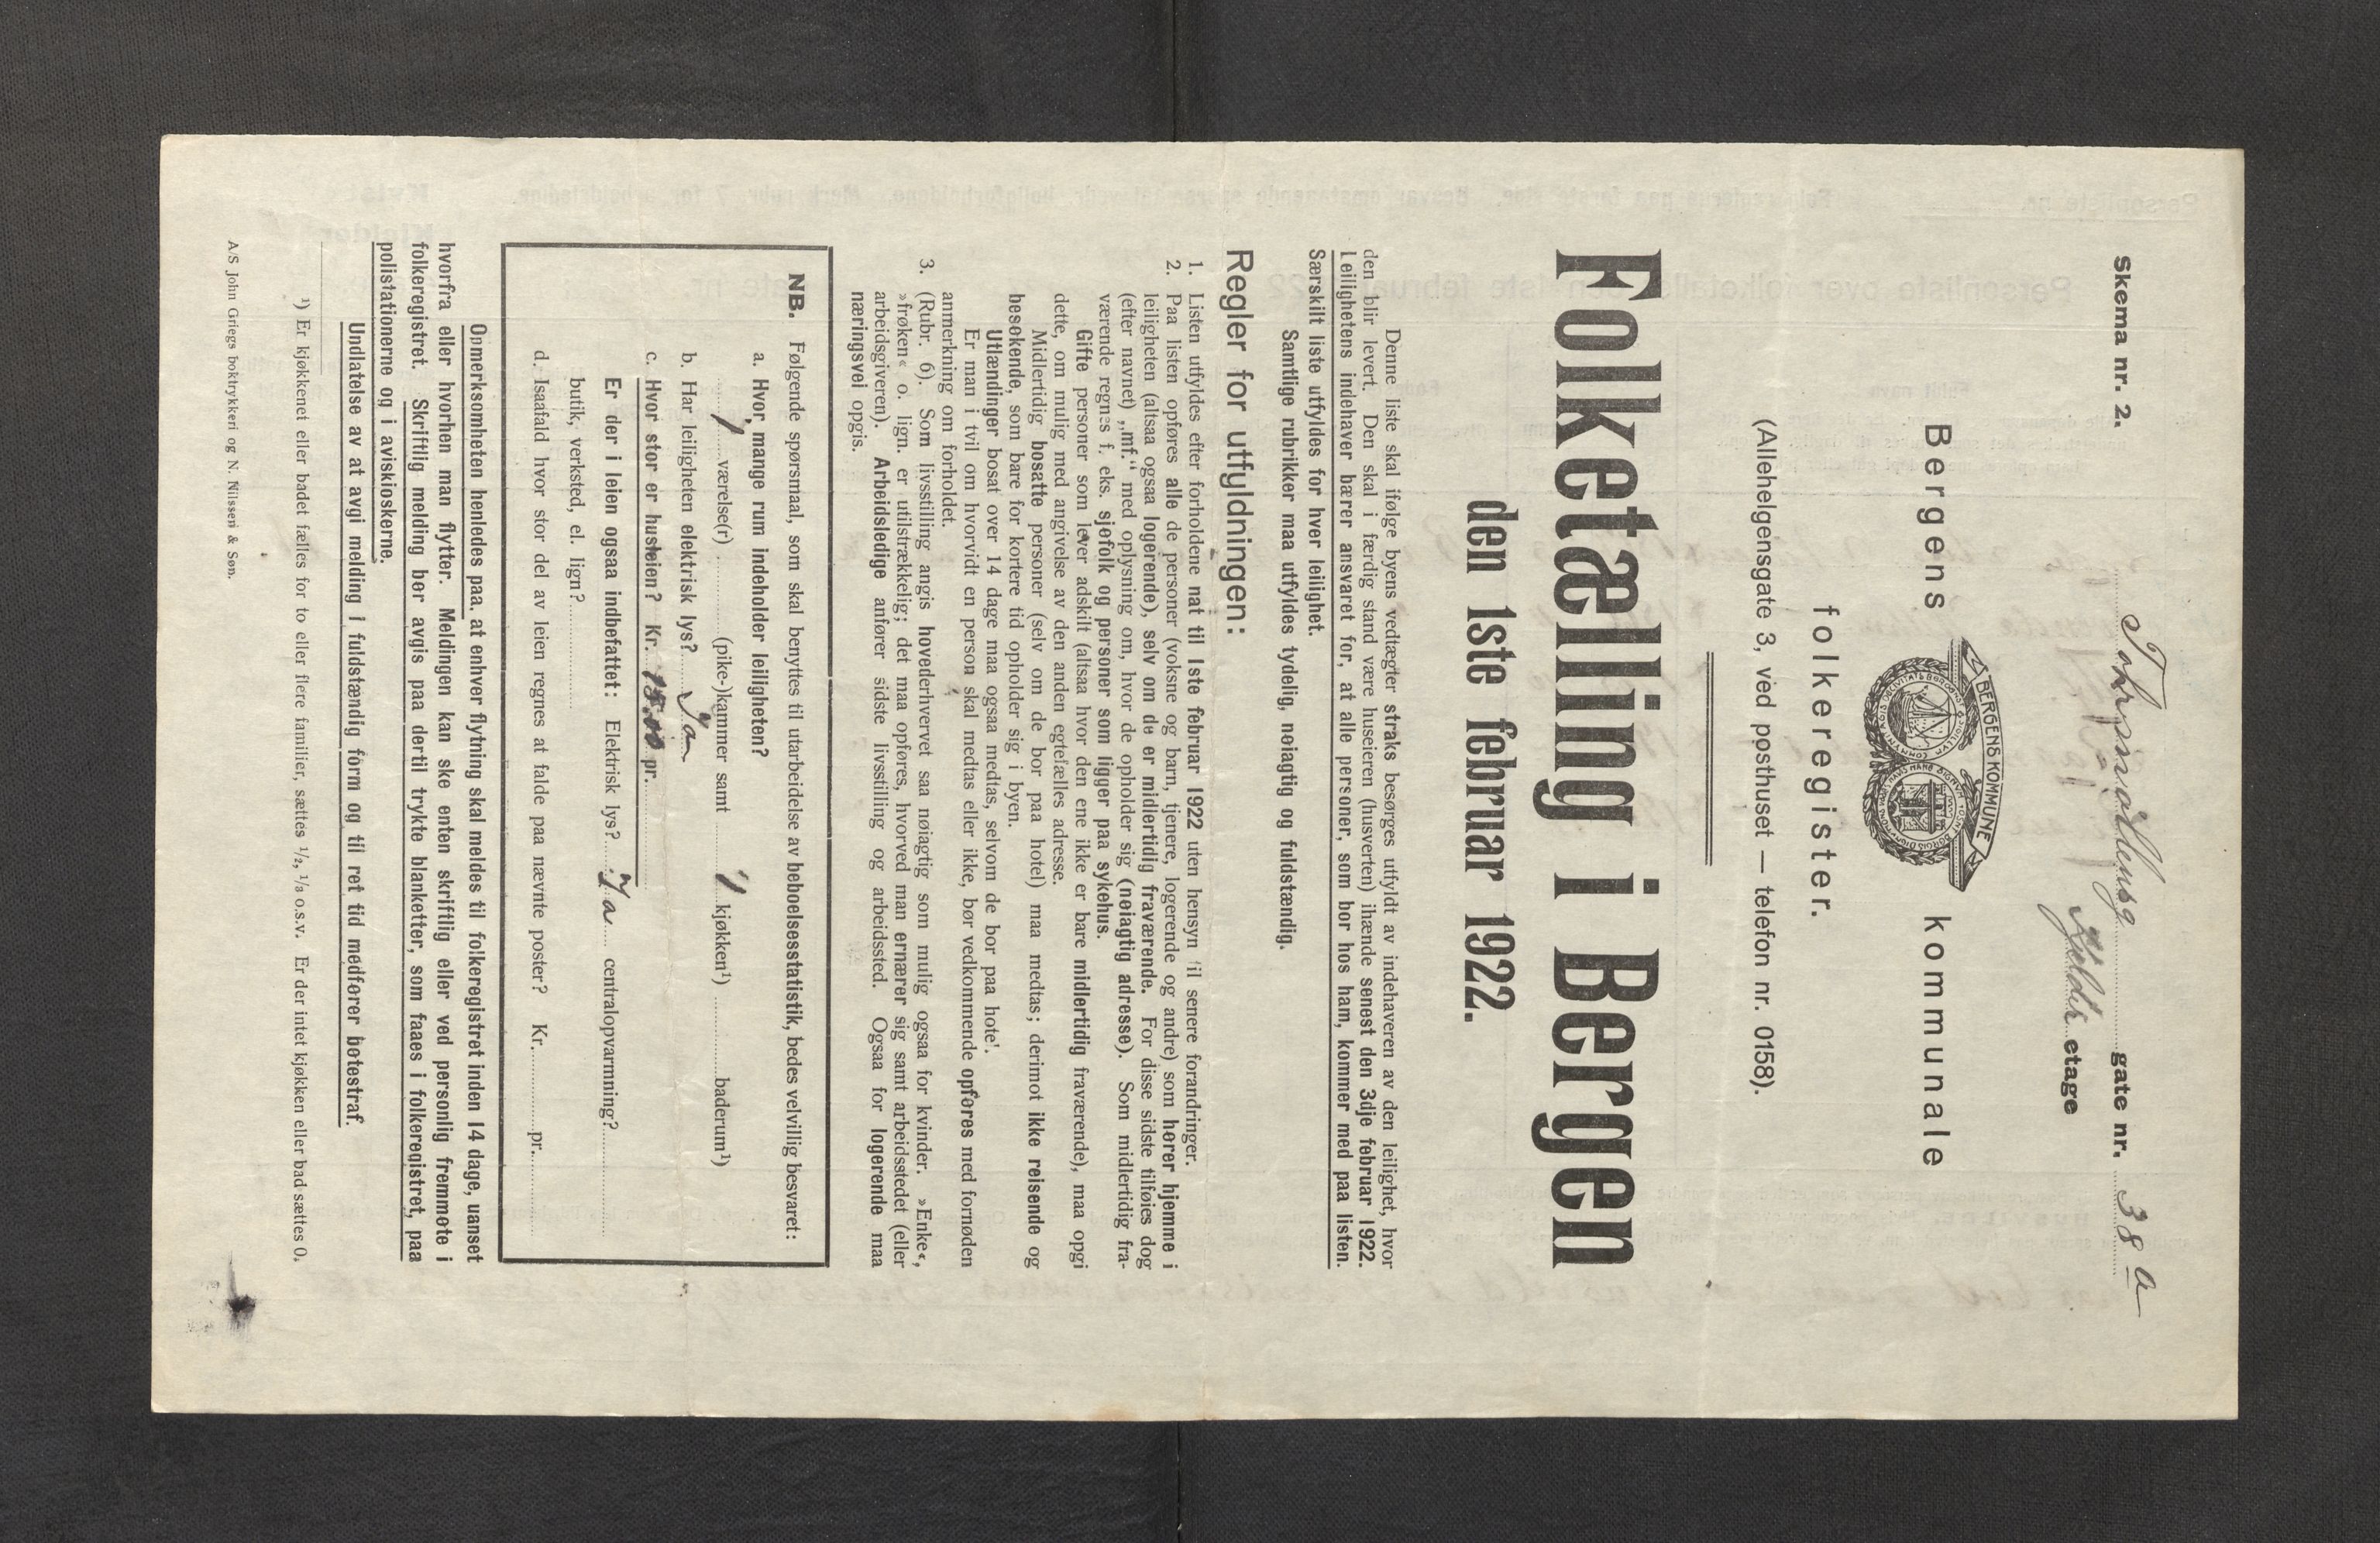 Skema nr. 2.
Formanns gate nr. 38 a
Kjelder etage
BERGENS KOMMUNE
Bergens kommunale
folkeregister.
(Allehelgensgate 3, ved posthuset — telefon nr. 0158).
Folketælling i Bergen
den 1ste februar 1922.
Denne liste skal ifølge byens vedtægter straks besørges utfyldt av indehaveren av den leilighet, hvor
den blir levert. Den skal i færdig stand være huseieren (husverten) ihænde senest den 3dje februar 1922.
Leilighetens indehaver bærer ansvaret for, at alle personer, som bor hos ham, kommer med paa listen.
Særskilt liste utfyldes for hver leilighet.
Samtlige rubrikker maa utfyldes tydelig, nøiagtig og fuldstændig.
Regler for utfyldningen:
1. Listen utfyldes efter forholdene nat til 1ste februar 1922 uten hensyn til senere forandringer.
2. Paa listen opføres alle de personer (voksne og barn, tjenere, logerende og andre) som hører hjemme i
leiligheten (altsaa ogsaa logerende), selv om de er midlertidig fraværende. For disse sidste tilføies dog
(efter navnet) „mf.“ med oplysning om, hvor de opholder sig (nøiagtig adresse). Som midlertidig fra-
værende regnes f. eks. sjøfolk og personer som ligger paa sykehus.
Gifte personer som lever adskilt (altsaa hvor den ene ikke er bare midlertidig fraværende), maa opgi
dette, om mulig med angivelse av den anden egtefælles adresse.
Midlertidig bosatte personer (selv om de bor paa hotel) maa medtas; derimot ikke reisende og
besøkende, som bare for kortere tid opholder sig i byen.
Utlændinger bosat over 14 dage maa ogsaa medtas, selvom de bor paa hotel.
Er man i tvil om hvorvidt en person skal medtas eller ikke, bør vedkommende opføres med fornøden
anmerkning om forholdet.
3. (Rubr. 6). Som livsstilling angis hovederhvervet saa nøiagtig som mulig ogsaa for kvinder. »Enke«,
»frøken« o. lign. er utilstrækkelig; det maa opføres, hvorved man ernærer sig samt arbeidsstedet (eller
arbeidsgiveren). Arbeidsledige anfører sidste livsstilling og arbeidssted. Ogsaa for logerende maa
næringsvei opgis.
NB. Følgende spørsmaal, som skal benyttes til utarbeidelse av beboelsesstatistik, bedes velvillig besvaret:
a. Hvor mange rum indeholder leiligheten?
1 værelse(r) (pike-)kammer samt 1 kjøkken¹) baderum¹)
b. Har leiligheten elektrisk lys? Ja
c. Hvor stor er husleien? Kr. 15.00 pr.
Er der i leien ogsaa indbefattet: Elektrisk lys? Ja centralopvarmning?
d. Isaafald hvor stor del av leien regnes at falde paa nævnte poster? Kr. pr.
butik, verksted, el. lign?
Opmerksomheten henledes paa, at enhver flytning skal meldes til folkeregistret inden 14 dage, uanset
hvorfra eller hvorhen man flytter. Meldingen kan ske enten skriftlig eller ved personlig fremmøte i
folkeregistret. Skriftlig melding bør avgis paa dertil trykte blanketter, som faaes i folkeregistret, paa
polistationerne og i aviskioskerne.
Undlatelse av at avgi melding i fuldstændig form og til ret tid medfører bøtestraf.
¹) Er kjøkkenet eller badet fælles for to eller flere familier, sættes ¹/₂, ¹/₃ o.s.v. Er der intet kjøkken eller bad sættes 0.
A/S John Griegs boktrykkeri og N. Nilssen & Søn.